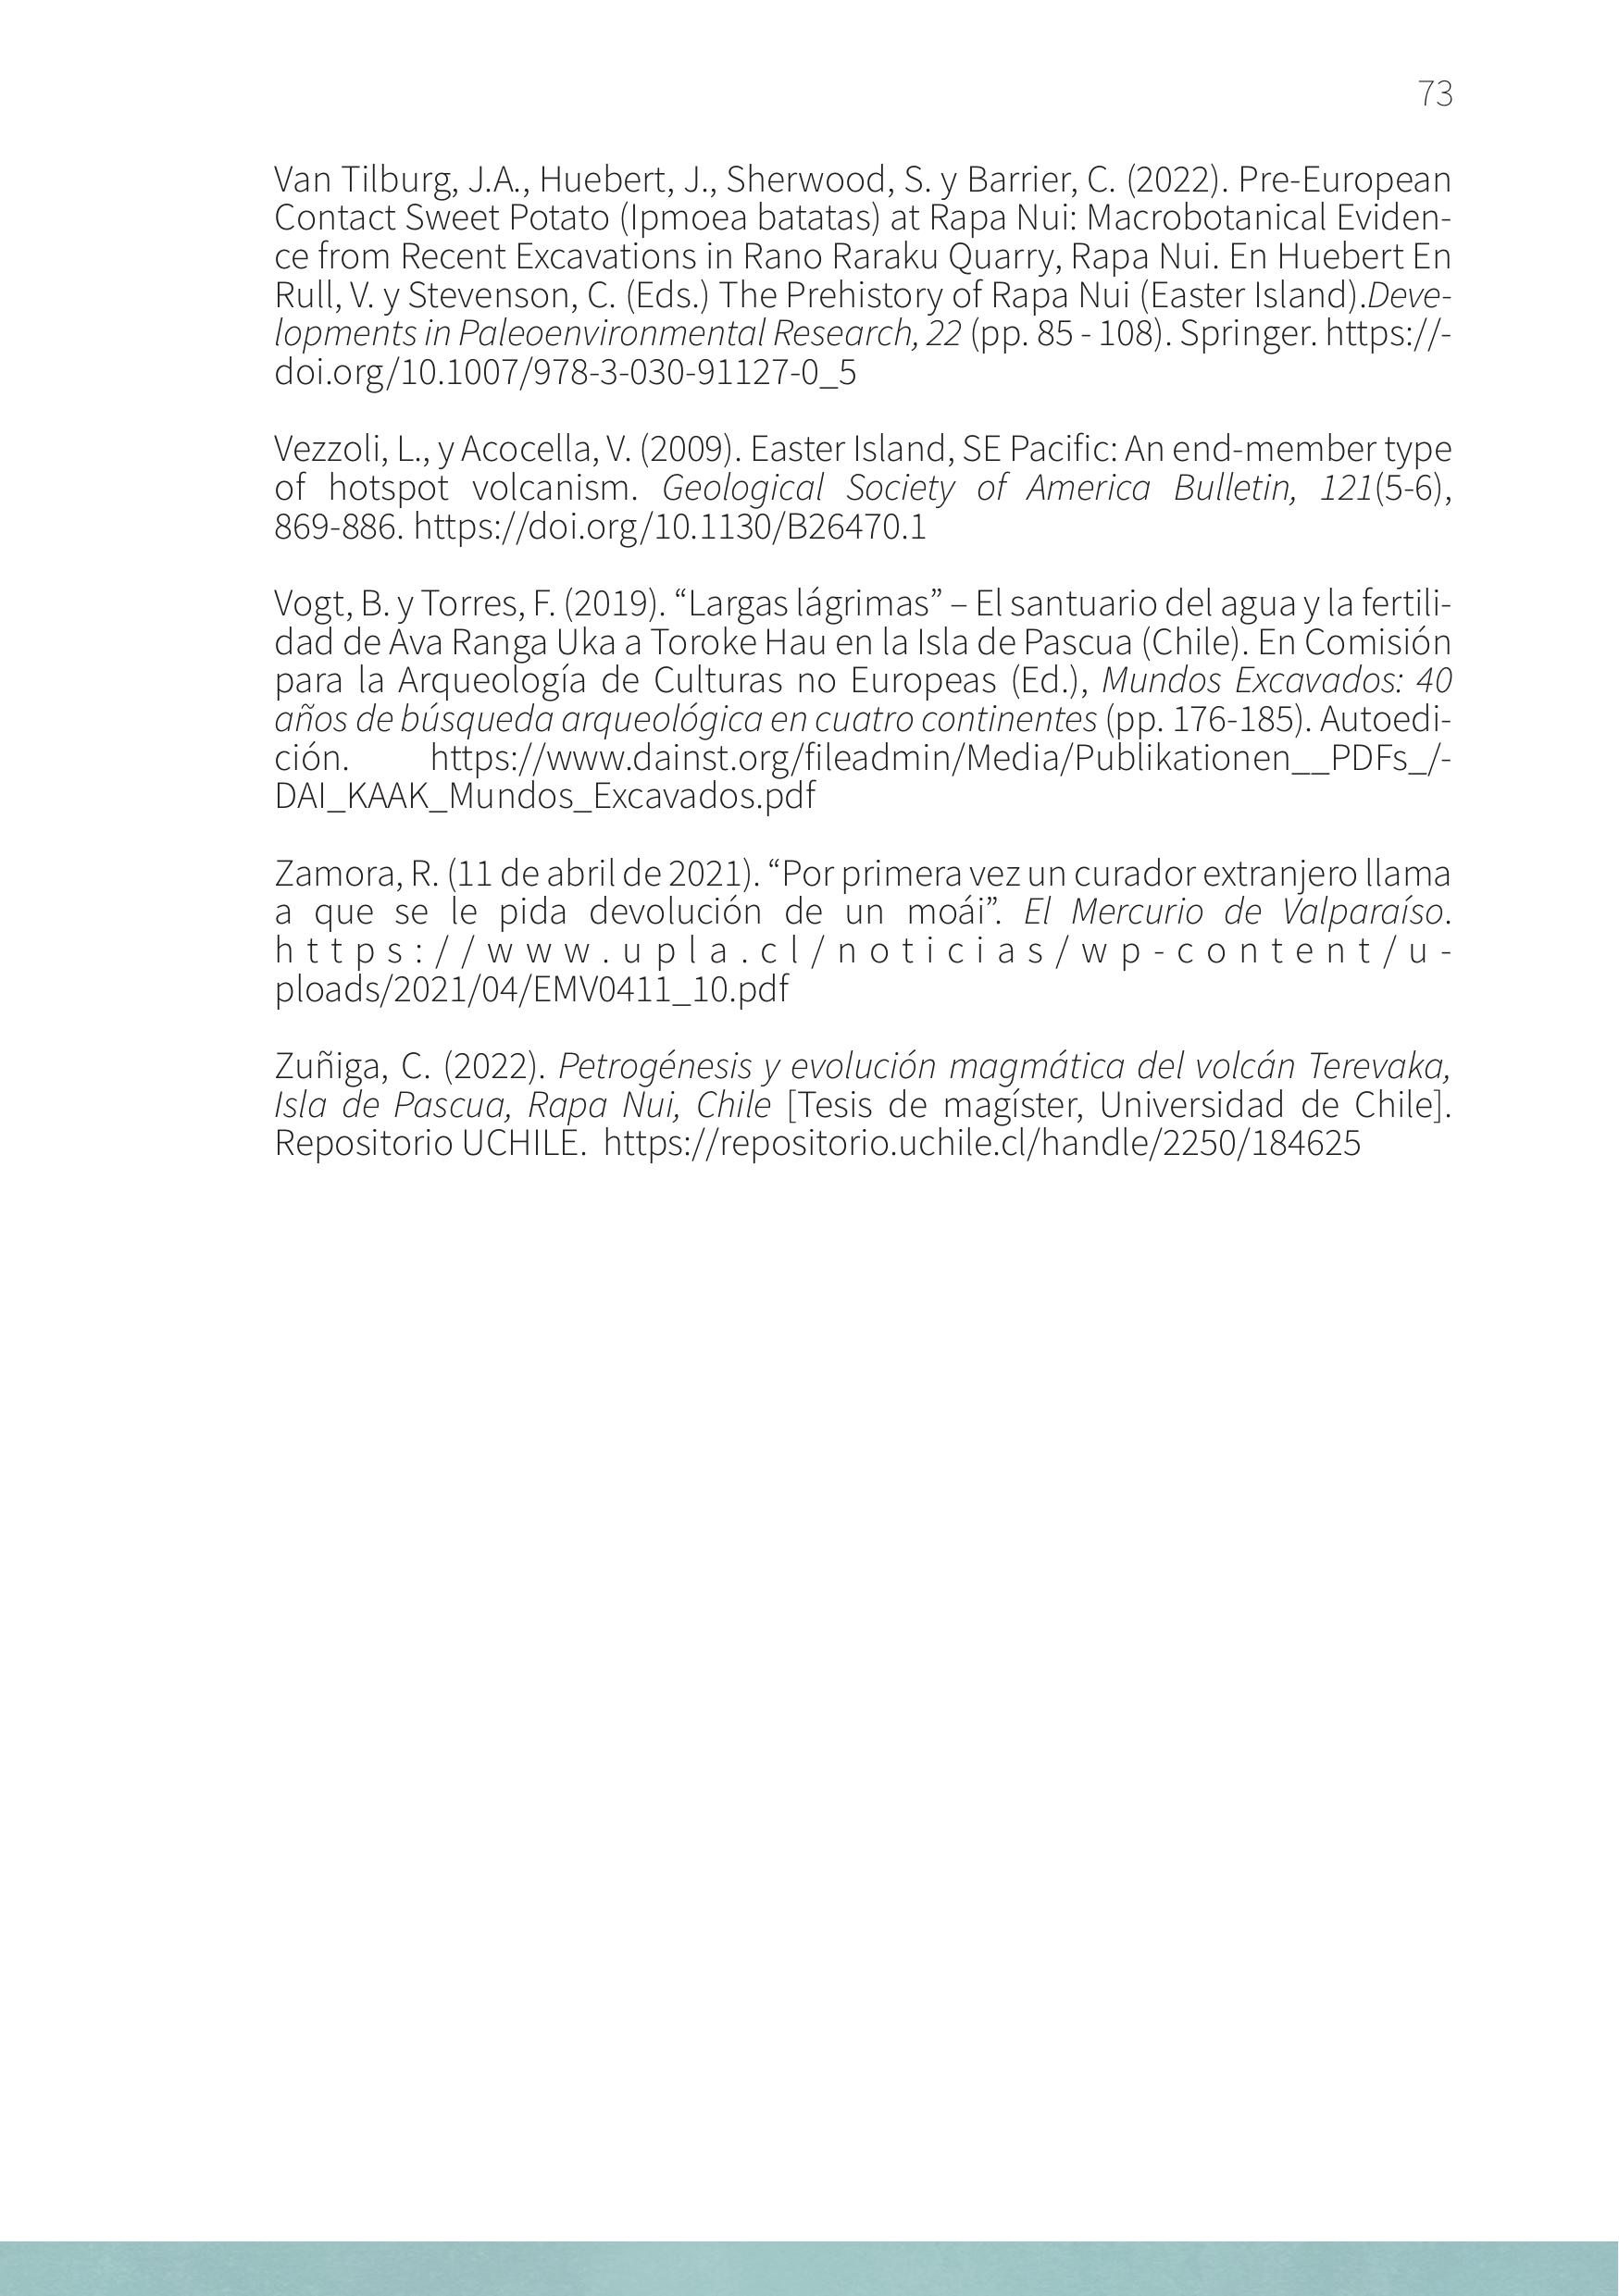 73
Van Tilburg, J.A., Huebert, J., Sherwood, S. y Barrier, C. (2022). Pre-European
Contact Sweet Potato (Ipmoea batatas) at Rapa Nui: Macrobotanical Eviden-
ce from Recent Excavations in Rano Raraku Quarry, Rapa Nui. En Huebert En
Rull, V. y Stevenson, C. (Eds.) The Prehistory of Rapa Nui (Easter Island).Deve-
lopments in Paleoenvironmental Research, 22 (pp. 85 - 108). Springer. https://-
doi.org/10.1007/978-3-030-91127-0_5
Vezzoli, L., y Acocella, V. (2009). Easter Island, SE Pacific: An end-member type
of hotspot volcanism. Geological Society of America Bulletin, 121(5-6),
869-886. https://doi.org/10.1130/B26470.1
Vogt, B. y Torres, F. (2019). “Largas lágrimas” – El santuario del agua y la fertili-
dad de Ava Ranga Uka a Toroke Hau en la Isla de Pascua (Chile). En Comisión
para la Arqueología de Culturas no Europeas (Ed.), Mundos Excavados: 40
años de búsqueda arqueológica en cuatro continentes (pp. 176-185). Autoedi-
ción. https://www.dainst.org/fileadmin/Media/Publikationen__PDFs_/-
DAI_KAAK_Mundos_Excavados.pdf
Zamora, R. (11 de abril de 2021). “Por primera vez un curador extranjero llama
a que se le pida devolución de un moái”. El Mercurio de Valparaíso.
https://www.upla.cl/noticias/wp-content/u-
ploads/2021/04/EMV0411_10.pdf
Zuñiga, C. (2022). Petrogénesis y evolución magmática del volcán Terevaka,
Isla de Pascua, Rapa Nui, Chile [Tesis de magíster, Universidad de Chile].
Repositorio UCHILE. https://repositorio.uchile.cl/handle/2250/184625